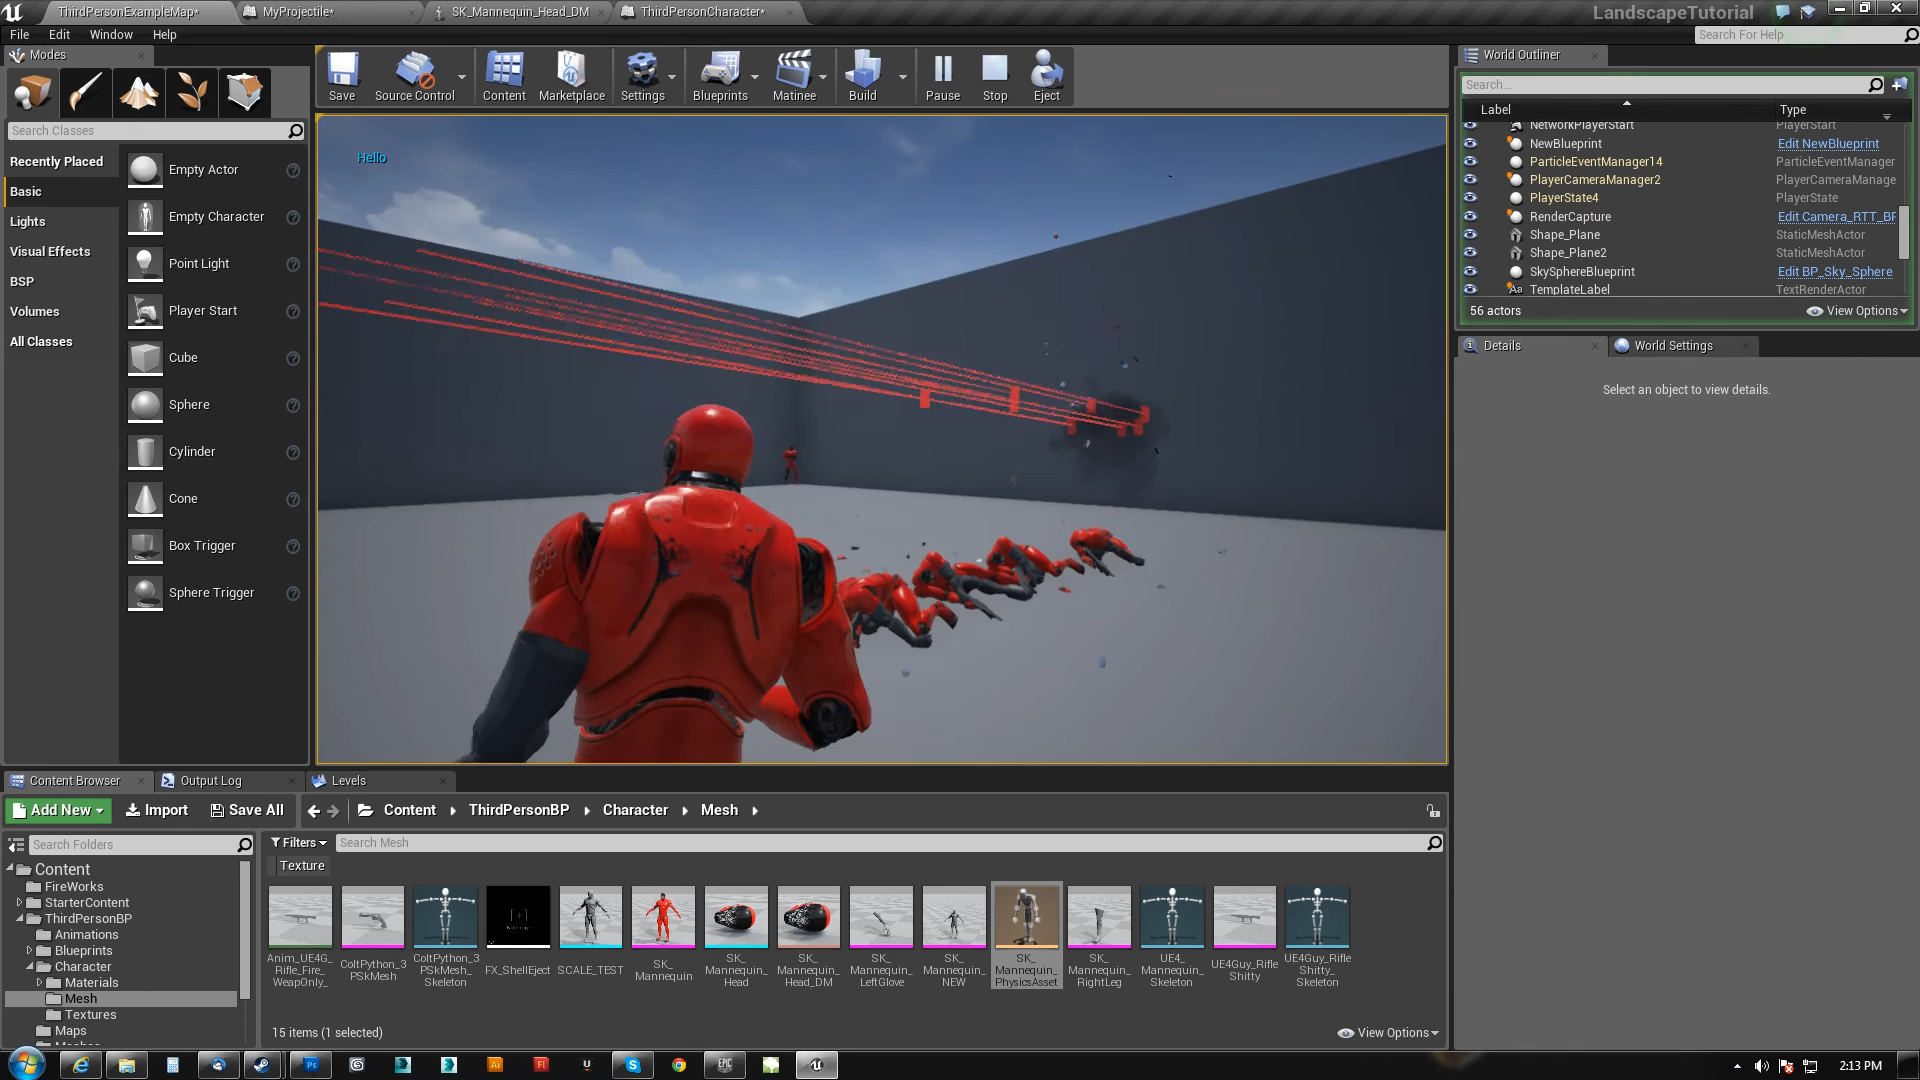 ThirdPersonExampleMap*
MyProjectile*
SK_Mannequin_Head_DM
ThirdPersonCharacter*
LandscapeTutorial
File Edit Window Help
Search For Help
Modes
Save
Source Control
Content
Marketplace
Settings
Blueprints
Matinee
Build
Pause
Stop
Eject
Search Classes
Recently Placed
Basic
Lights
Visual Effects
BSP
Volumes
All Classes
Empty Actor
Empty Character
Point Light
Player Start
Cube
Sphere
Cylinder
Cone
Box Trigger
Sphere Trigger
Hello
World Outliner
Search...
Label Type
NetworkPlayerStart PlayerStart
NewBlueprint Edit NewBlueprint
ParticleEventManager14 ParticleEventManager
PlayerCameraManager2 PlayerCameraManage
PlayerState4 PlayerState
RenderCapture Edit Camera_RTT_BP
Shape_Plane StaticMeshActor
Shape_Plane2 StaticMeshActor
SkySphereBlueprint Edit BP_Sky_Sphere
TemplateLabel TextRenderActor
56 actors
View Options
Details
World Settings
Select an object to view details.
Content Browser
Output Log
Levels
Add New
Import
Save All
Content ThirdPersonBP Character Mesh
Search Folders
Filters
Search Mesh
Texture
Content
FireWorks
StarterContent
ThirdPersonBP
Animations
Blueprints
Character
Materials
Mesh
Textures
Maps
Anim_UE4G_
Rifle_Fire_
WeapOnly_
ColtPython_3
PSkMesh
ColtPython_3
PSkMesh_
Skeleton
FX_ShellEject
SCALE_TEST
SK_
Mannequin
SK_
Mannequin_
Head
SK_
Mannequin_
Head_DM
SK_
Mannequin_
LeftGlove
SK_
Mannequin_
NEW
SK_
Mannequin_
PhysicsAsset
SK_
Mannequin_
RightLeg
UE4_
Mannequin_
Skeleton
UE4Guy_Rifle
Shitty
UE4Guy_Rifle
Shitty_
Skeleton
15 items (1 selected)
View Options
Ps
Ai
Fl
EPIC
2:13 PM